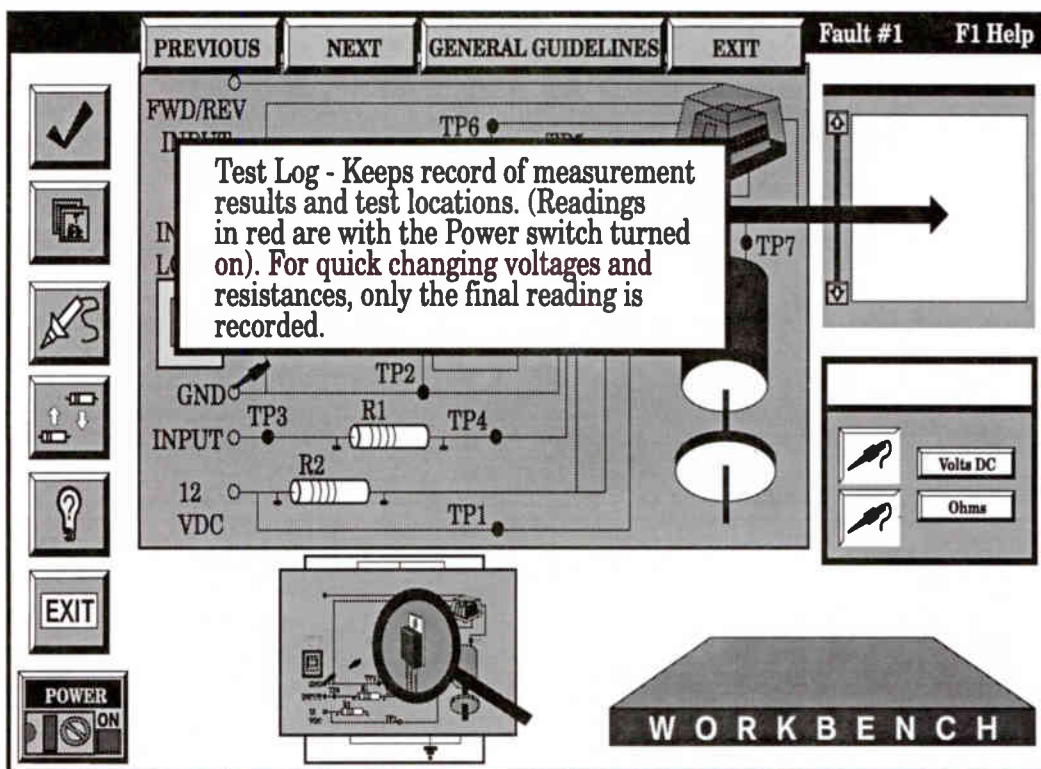 PREVIOUS
NEXT
GENERAL GUIDELINES
EXIT
Fault #1
F1 Help
FWD/REV
TP6
Test Log - Keeps record of measurement
results and test locations. (Readings
in red are with the Power switch turned
on). For quick changing voltages and
resistances, only the final reading is
recorded.
TP7
GND
TP2
TP3
R1
TP4
INPUT
R2
12
VDC
TP1
Volts DC
Ohms
EXIT
POWER
ON
WORKBENCH